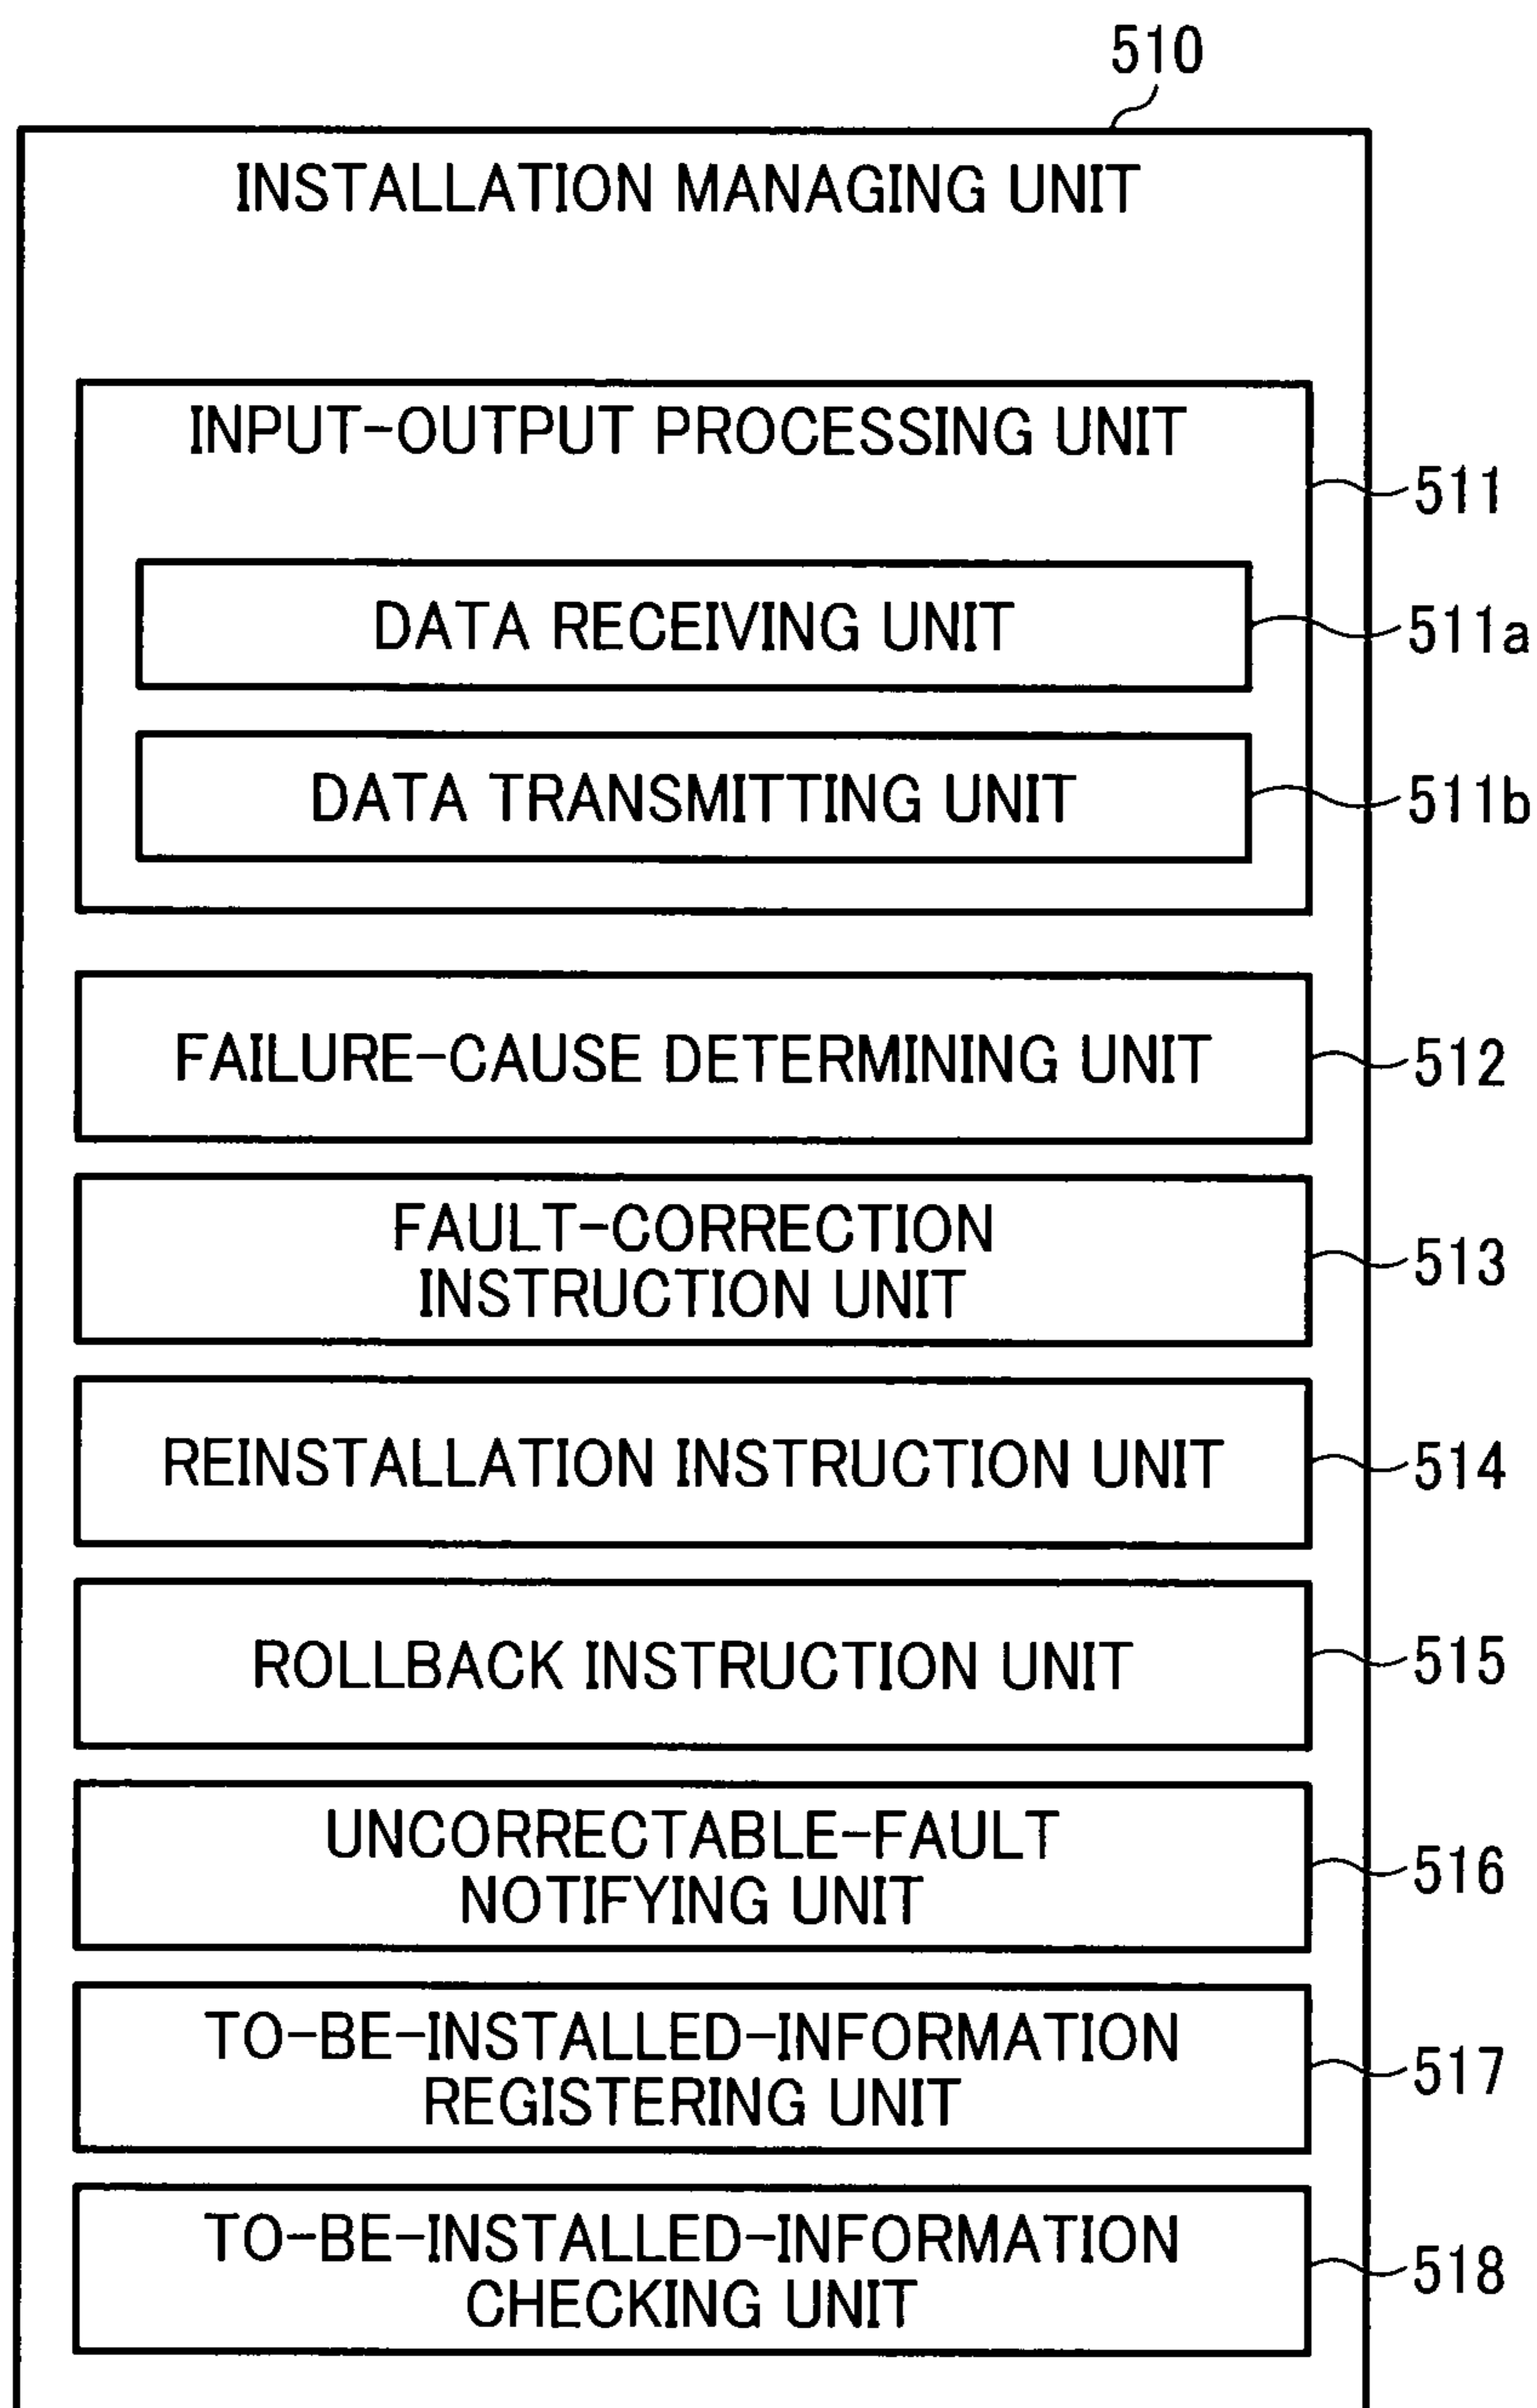 510
INSTALLATION MANAGING UNIT
INPUT-OUTPUT PROCESSING UNIT
511
DATA RECEIVING UNIT
511a
DATA TRANSMITTING UNIT
511b
FAILURE-CAUSE DETERMINING UNIT
512
FAULT-CORRECTION
INSTRUCTION UNIT
513
REINSTALLATION INSTRUCTION UNIT
514
ROLLBACK INSTRUCTION UNIT
515
UNCORRECTABLE-FAULT
NOTIFYING UNIT
516
TO-BE-INSTALLED-INFORMATION
REGISTERING UNIT
517
TO-BE-INSTALLED-INFORMATION
CHECKING UNIT
518